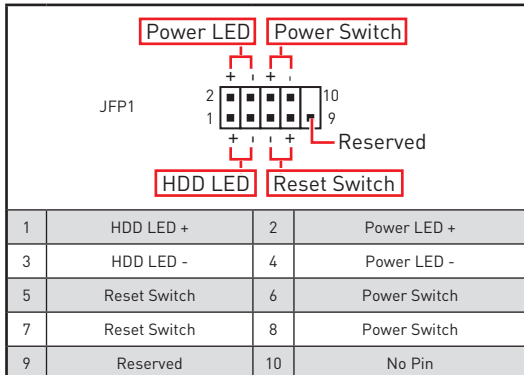 Power LED Power Switch
+ - + -
2 10
JFP1
1 9
+ - - +
Reserved
HDD LED Reset Switch
1 HDD LED + 2 Power LED +
3 HDD LED - 4 Power LED -
5 Reset Switch 6 Power Switch
7 Reset Switch 8 Power Switch
9 Reserved 10 No Pin